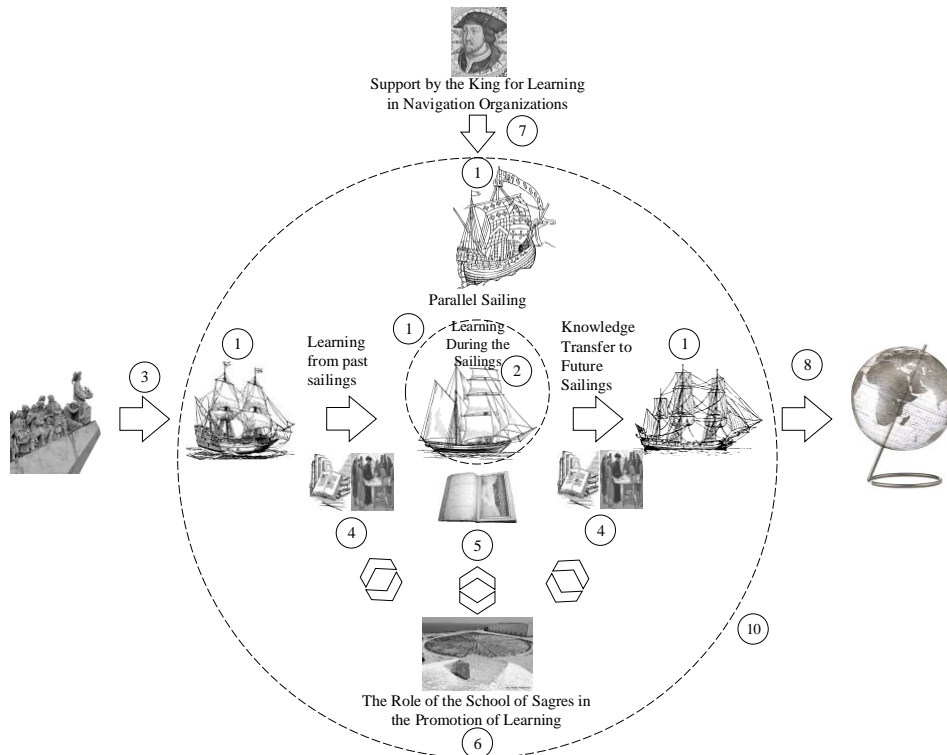 Support by the King for Learning
in Navigation Organizations
7
1
Parallel Sailing
1
1
Learning
During the
Sailings
2
Learning
from past
sailings
Knowledge
Transfer to
Future
Sailings
1
3
8
4
5
4
10
The Role of the School of Sagres in
the Promotion of Learning
6